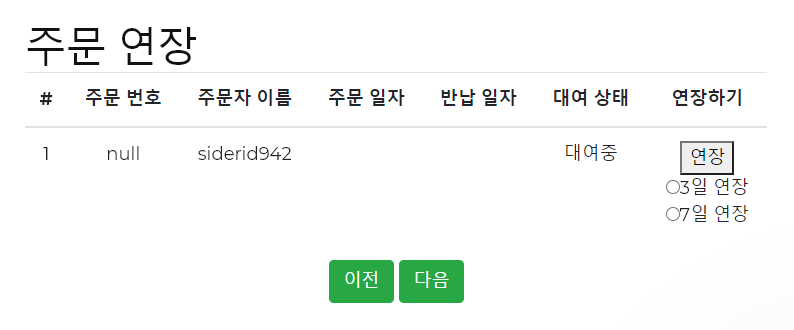 주문 연장
# 주문 번호 주문자 이름 주문 일자 반납 일자 대여 상태 연장하기
1 null siderid942 대여중 연장
3일 연장
7일 연장
이전 다음